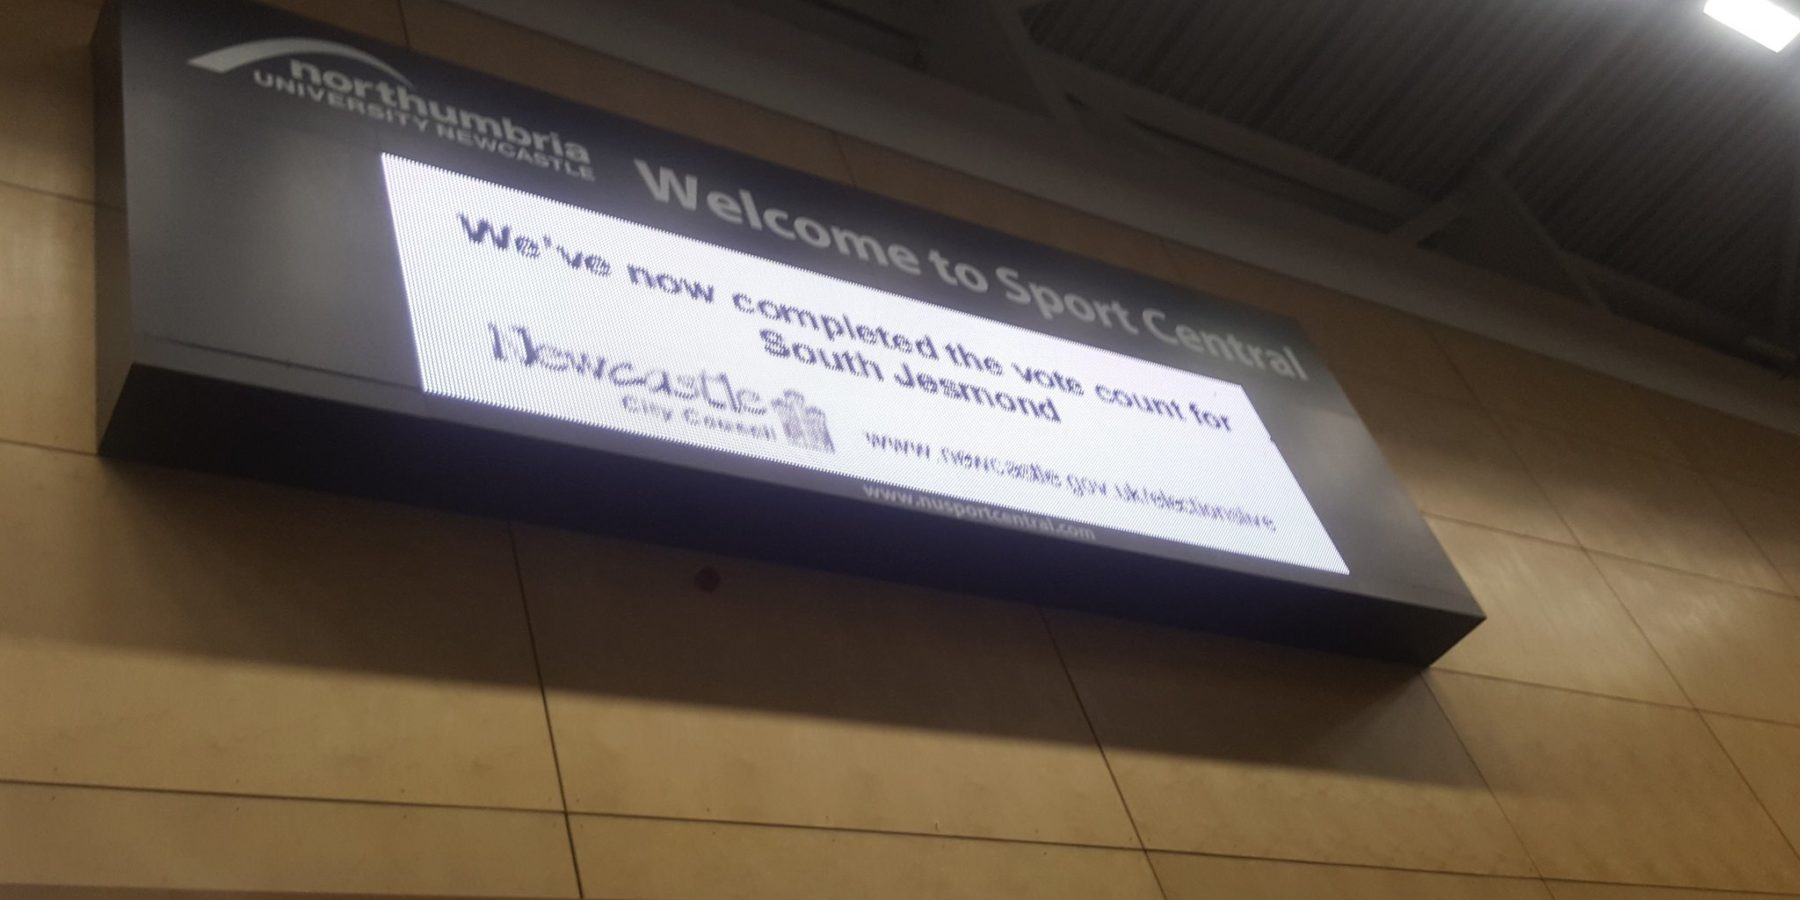 northumbria
UNIVERSITY NEWCASTLE
Welcome to Sport Central
We've now completed the vote count for
South Jesmond
Newcastle
City Council
www.newcastle.gov.uk/electionslive
www.nusportcentral.com